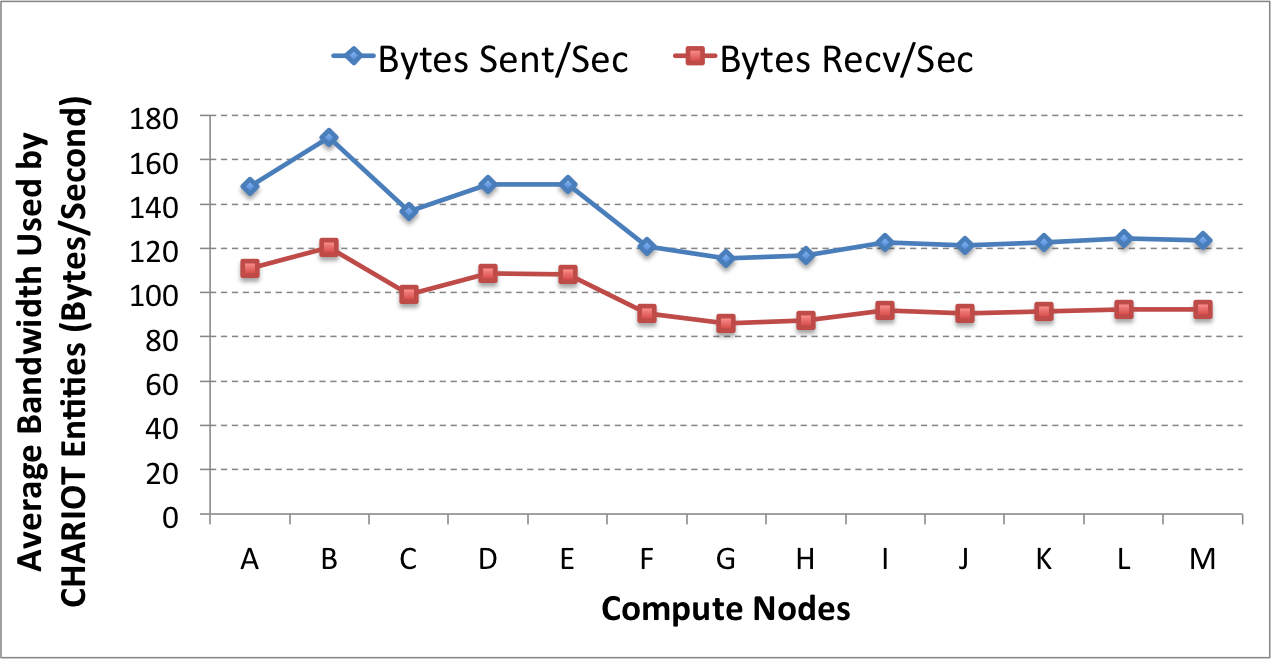 Bytes Sent/Sec Bytes Recv/Sec
Average Bandwidth Used by
CHARIOT Entities (Bytes/Second)
180
160
140
120
100
80
60
40
20
0
A B C D E F G H I J K L M
Compute Nodes